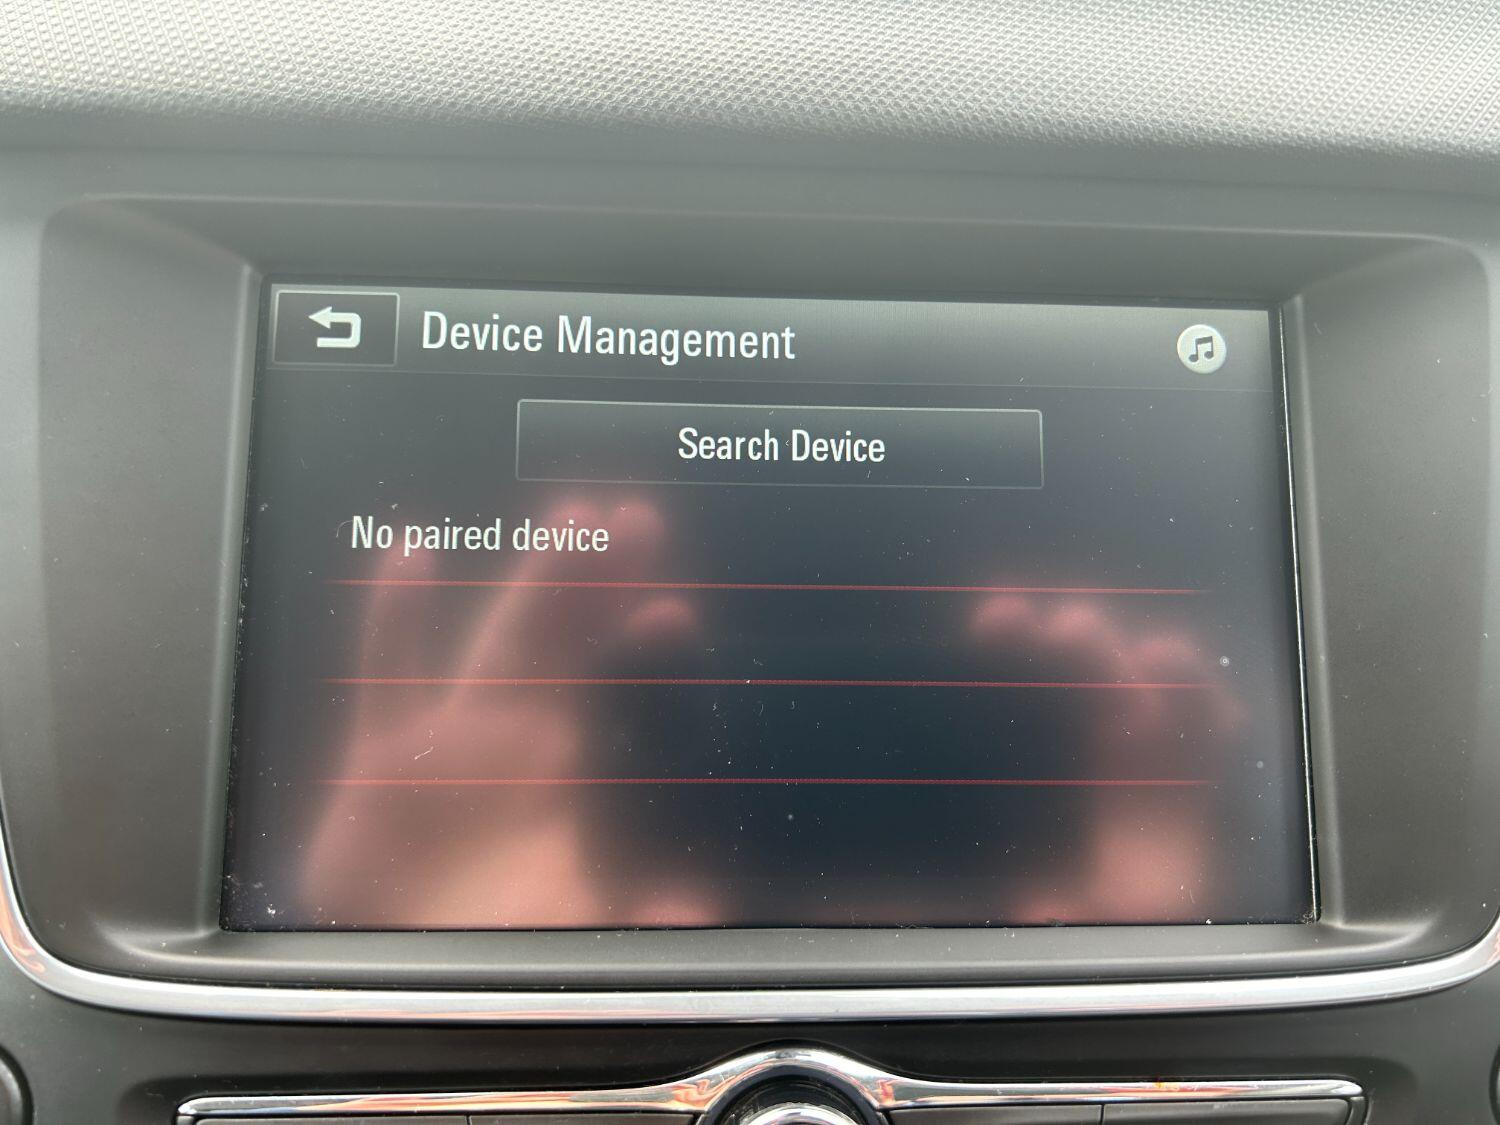 Device Management
Search Device
No paired device